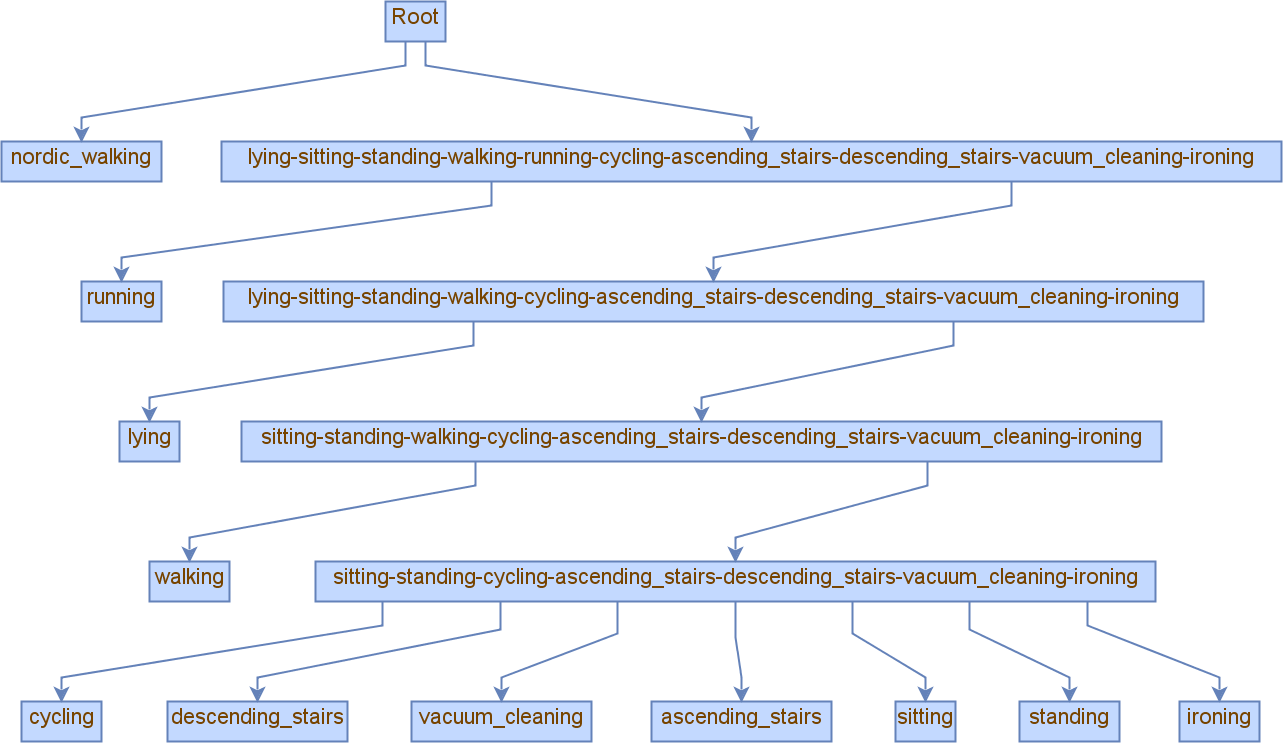 Root
nordic_walking
lying-sitting-standing-walking-running-cycling-ascending_stairs-descending_stairs-vacuum_cleaning-ironing
running
lying-sitting-standing-walking-cycling-ascending_stairs-descending_stairs-vacuum_cleaning-ironing
lying
sitting-standing-walking-cycling-ascending_stairs-descending_stairs-vacuum_cleaning-ironing
walking
sitting-standing-cycling-ascending_stairs-descending_stairs-vacuum_cleaning-ironing
cycling
descending_stairs
vacuum_cleaning
ascending_stairs
sitting
standing
ironing